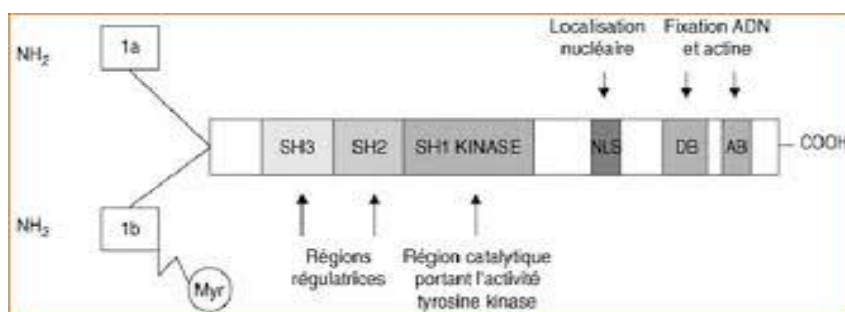 Localisation
nucléaire
Fixation ADN
et actine
NH2
1a
SH3
SH2
SH1 KINASE
NLS
DB
AB
COOH
NH2
1b
Myr
Régions
régulatrices
Région catalytique
portant l'activité
tyrosine kinase